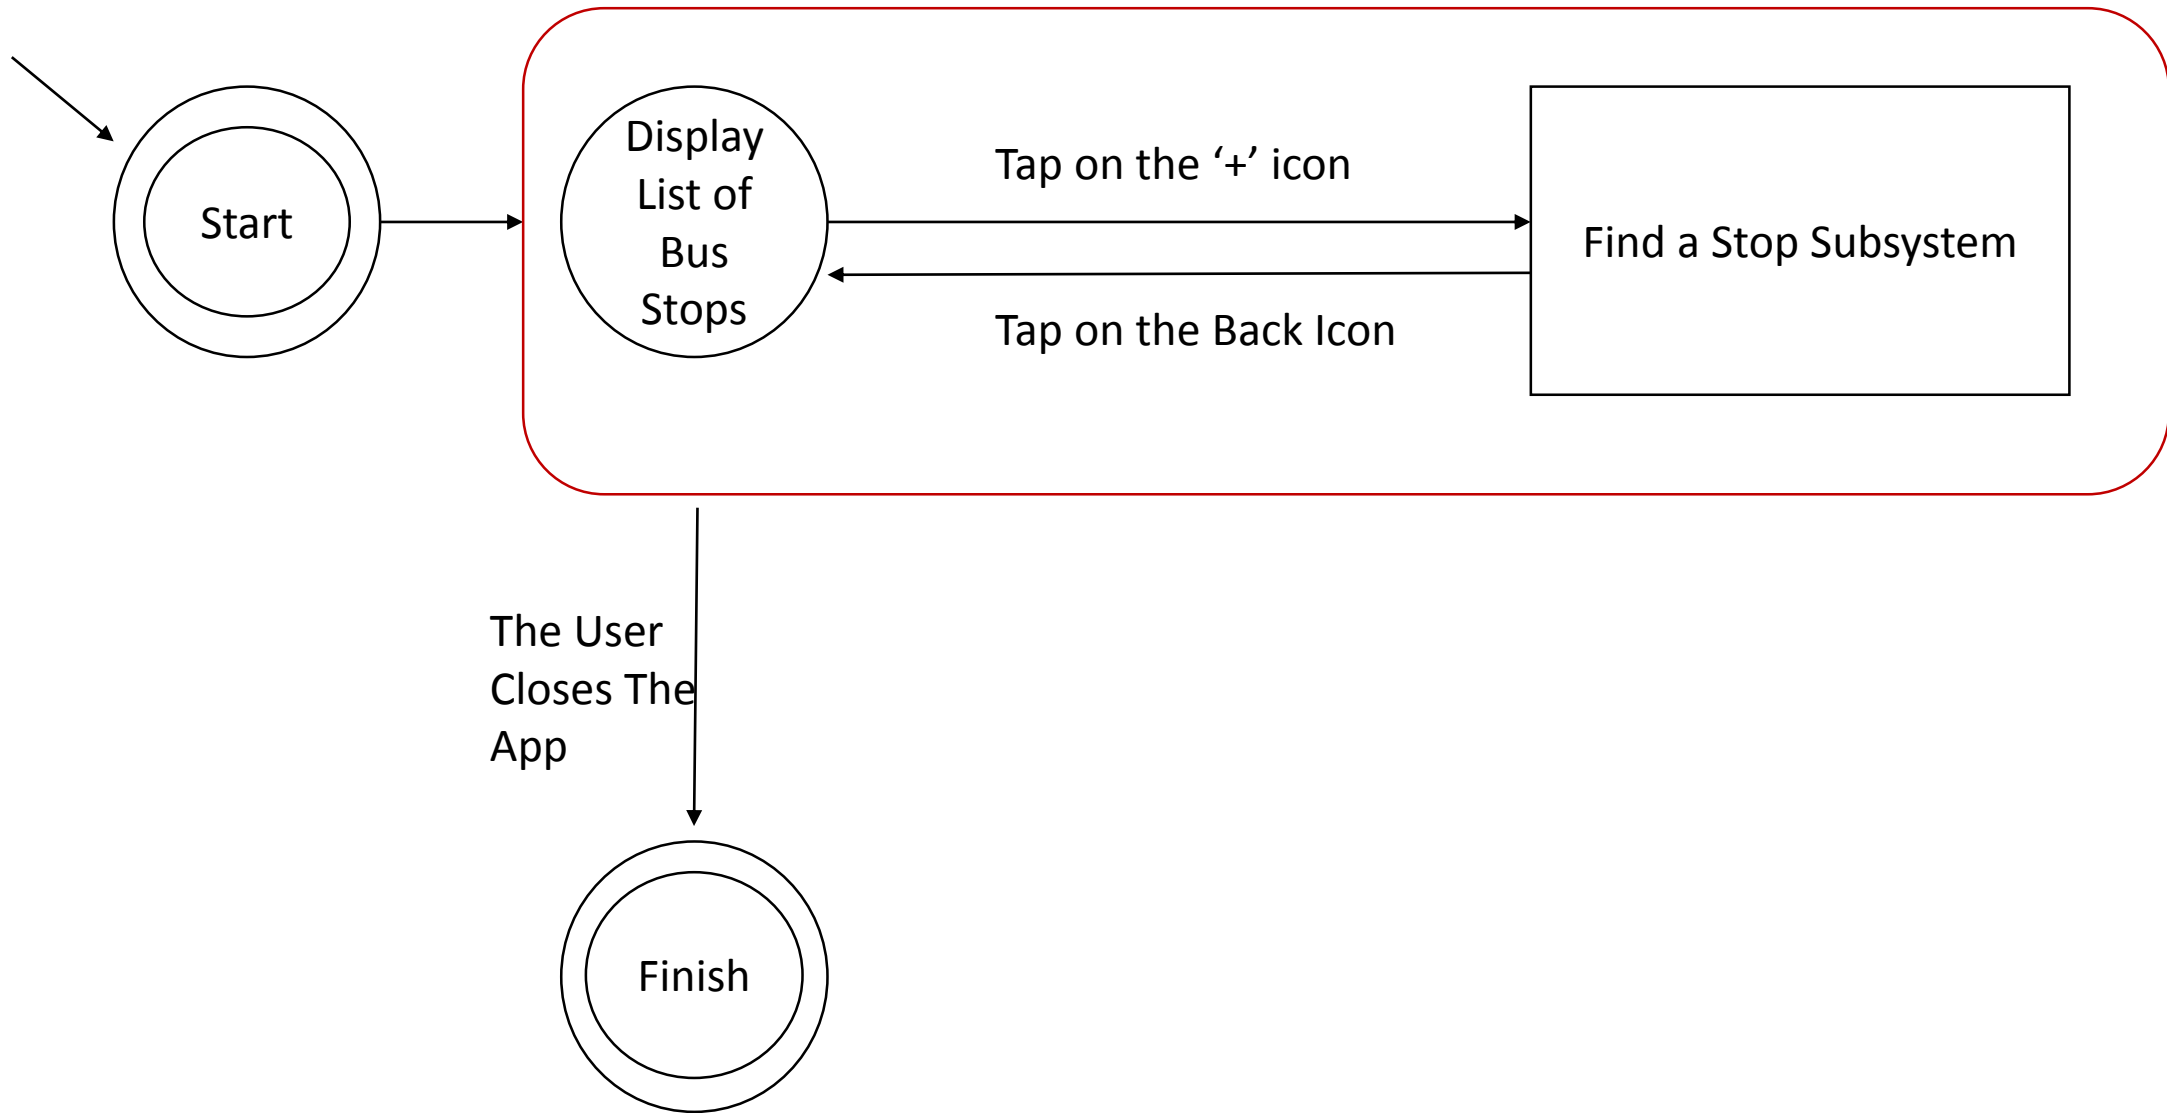 Start
Display
List of
Bus
Stops
Tap on the ‘+’ icon
Tap on the Back Icon
Find a Stop Subsystem
The User
Closes The
App
Finish